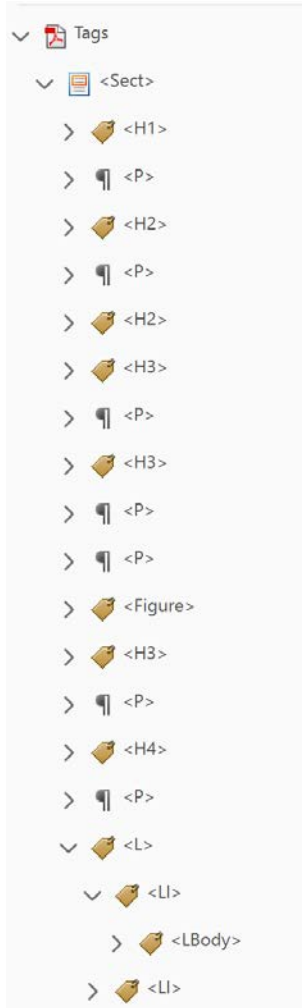 Tags
<Sect>
<H1>
<P>
<H2>
<P>
<H2>
<H3>
<P>
<H3>
<P>
<P>
<Figure>
<H3>
<P>
<H4>
<P>
<L>
<LI>
<LBody>
<LI>